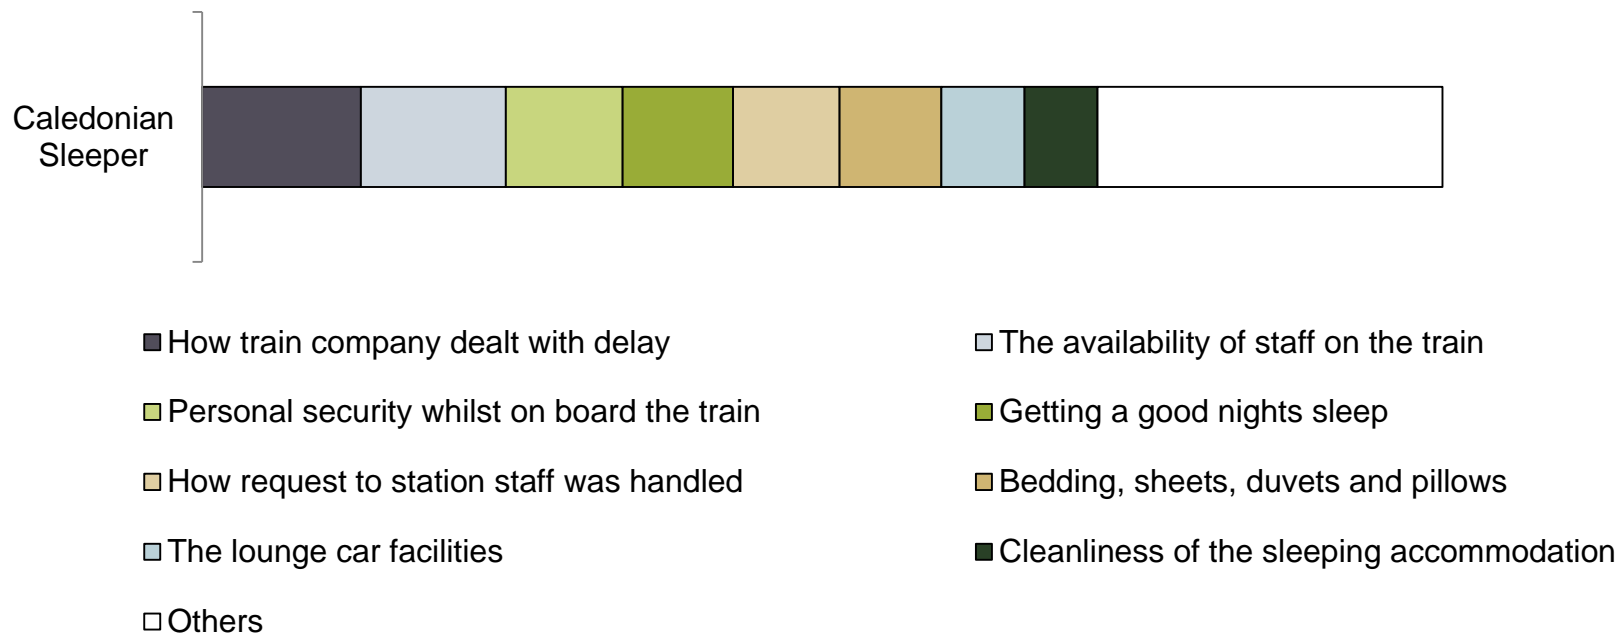 Caledonian
Sleeper
How train company dealt with delay
The availability of staff on the train
Personal security whilst on board the train
Getting a good nights sleep
How request to station staff was handled
Bedding, sheets, duvets and pillows
The lounge car facilities
Cleanliness of the sleeping accommodation
Others